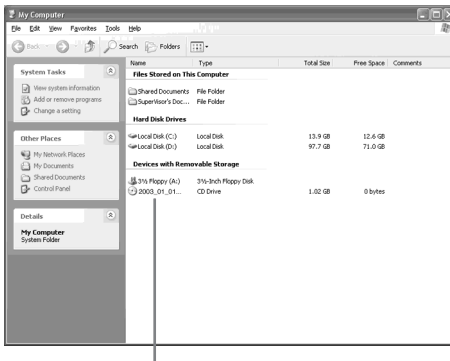 My Computer
File Edit View Favorites Tools Help
Back Search Folders
Name Type Total Size Free Space Comments
System Tasks
View system information
Add or remove programs
Change a setting
Other Places
My Network Places
My Documents
Shared Documents
Control Panel
Details
My Computer
System Folder
Files Stored on This Computer
Shared Documents File Folder
SuperVisor's Doc... File Folder
Hard Disk Drives
Local Disk (C:) Local Disk 13.9 GB 12.6 GB
Local Disk (D:) Local Disk 97.7 GB 71.0 GB
Devices with Removable Storage
3½ Floppy (A:) 3½-Inch Floppy Disk
2003_01_01... CD Drive 1.02 GB 0 bytes